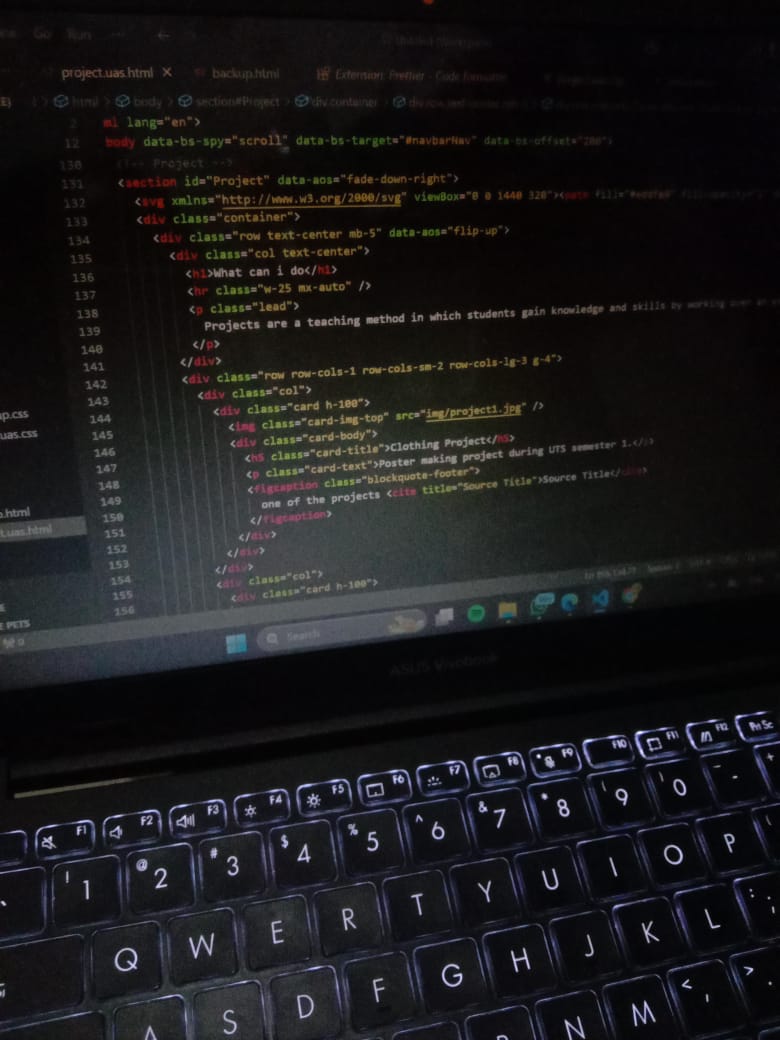 Go Run
project.uas.html × backup.html Extension: Prettier - Code formatter
html > body > section#Project > div.container >
2 ml lang="en">
12 body data-bs-spy="scroll" data-bs-target="#navbarNav" data-bs-offset="200">
130 <!-- Project -->
131 <section id="Project" data-aos="fade-down-right">
132 <svg xmlns="http://www.w3.org/2000/svg" viewBox="0 0 1440 320"><path fill=
133 <div class="container">
134 <div class="row text-center mb-5" data-aos="flip-up">
135 <div class="col text-center">
136 <h1>What can i do</h1>
137 <hr class="w-25 mx-auto" />
138 <p class="lead">
139 Projects are a teaching method in which students gain knowledge and skills by working over an
140 </p>
141 </div>
142 <div class="row row-cols-1 row-cols-sm-2 row-cols-lg-3 g-4">
143 <div class="col">
144 <div class="card h-100">
145 <img class="card-img-top" src="img/project1.jpg" />
146 <div class="card-body">
147 <h5 class="card-title">Clothing Project</h5>
148 <p class="card-text">Poster making project during UTS semester 1.</p>
149 <figcaption class="blockquote-footer">
150 one of the projects <cite title="Source Title">Source Title</cite>
151 </figcaption>
152 </div>
153 </div>
154 </div>
155 <div class="col">
156 <div class="card h-100">
p.css
uas.css
.html
t.uas.html
E
E PETS
0
Search
ASUS Vivobook
F1 F2 F3 F4 F5 F6 F7 F8 F9 F10 F11 F12 Prt Sc
! 1 @ 2 # 3 $ 4 % 5 ^ 6 & 7 * 8 ( 9 ) 0 _ - +
Q W E R T Y U I O P
A S D F G H J K L : ;
N M < , > .